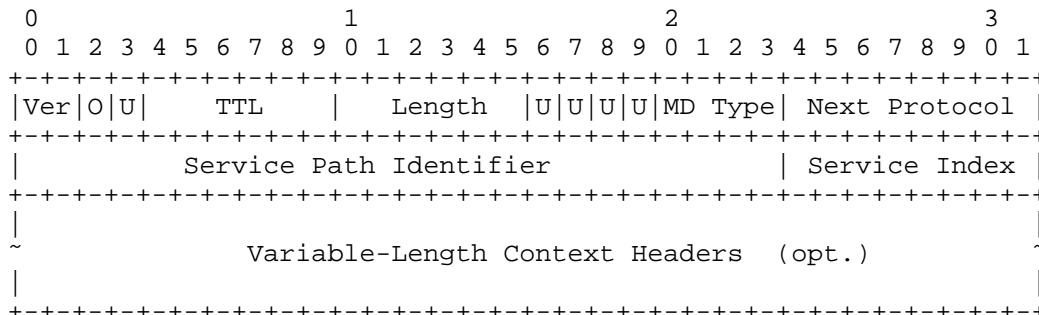 0                   1                   2                   3
 0 1 2 3 4 5 6 7 8 9 0 1 2 3 4 5 6 7 8 9 0 1 2 3 4 5 6 7 8 9 0 1
+-+-+-+-+-+-+-+-+-+-+-+-+-+-+-+-+-+-+-+-+-+-+-+-+-+-+-+-+-+-+-+-+
|Ver|O|U|    TTL    |   Length  |U|U|U|U|MD Type| Next Protocol |
+-+-+-+-+-+-+-+-+-+-+-+-+-+-+-+-+-+-+-+-+-+-+-+-+-+-+-+-+-+-+-+-+
|          Service Path Identifier              | Service Index |
+-+-+-+-+-+-+-+-+-+-+-+-+-+-+-+-+-+-+-+-+-+-+-+-+-+-+-+-+-+-+-+-+
|                                                               |
~              Variable-Length Context Headers  (opt.)          ~
|                                                               |
+-+-+-+-+-+-+-+-+-+-+-+-+-+-+-+-+-+-+-+-+-+-+-+-+-+-+-+-+-+-+-+-+